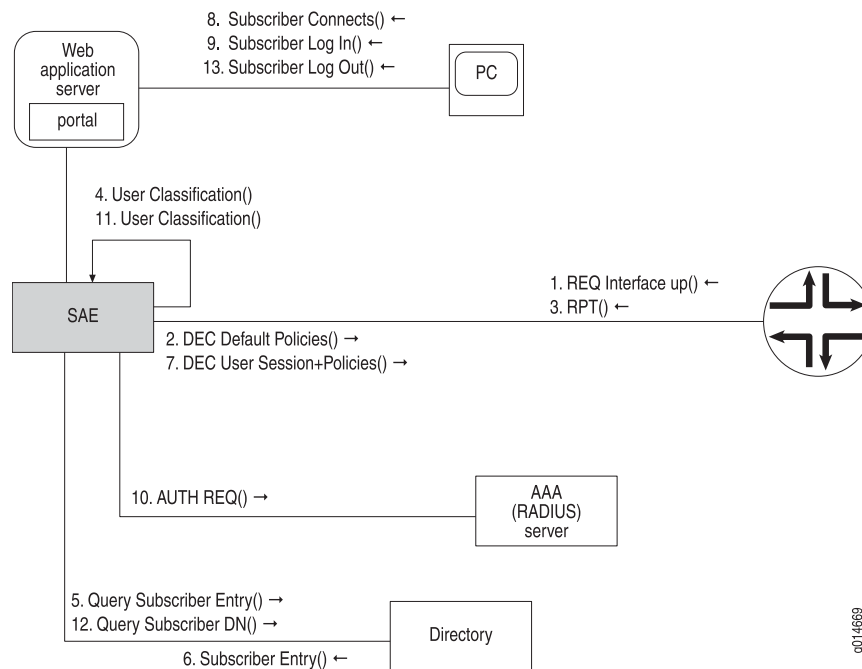 8. Subscriber Connects() ←
9. Subscriber Log In() ←
13. Subscriber Log Out() ←
Web
application
server
portal
PC
4. User Classification()
11. User Classification()
SAE
1. REQ Interface up() ←
3. RPT() ←
2. DEC Default Policies() →
7. DEC User Session+Policies() →
10. AUTH REQ() →
AAA
(RADIUS)
server
5. Query Subscriber Entry() →
12. Query Subscriber DN() →
6. Subscriber Entry() ←
Directory
g014669